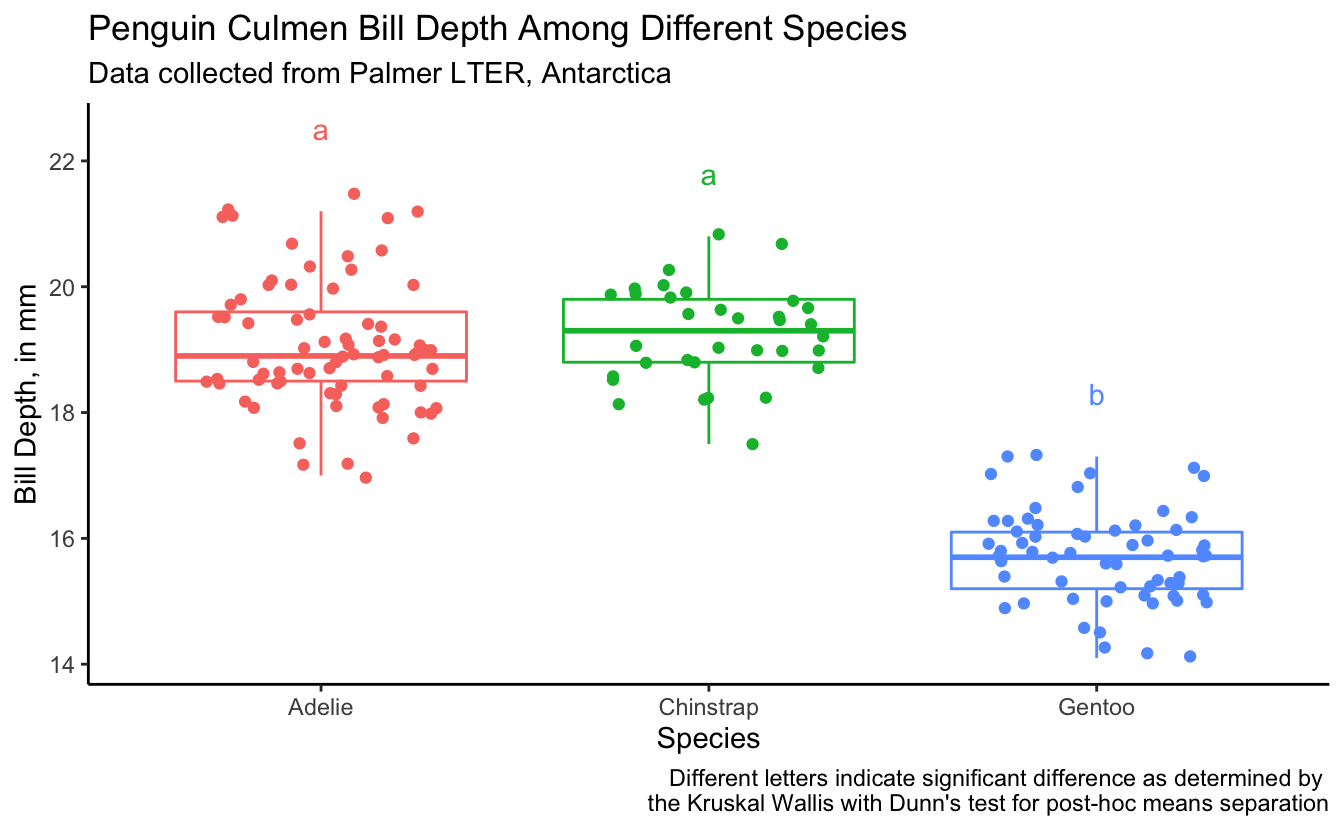 Penguin Culmen Bill Depth Among Different Species
Data collected from Palmer LTER, Antarctica
a
22
a
20
Bill Depth, in mm
18
b
16
14
Adelie Chinstrap Gentoo
Species
Different letters indicate significant difference as determined by
the Kruskal Wallis with Dunn's test for post-hoc means separation